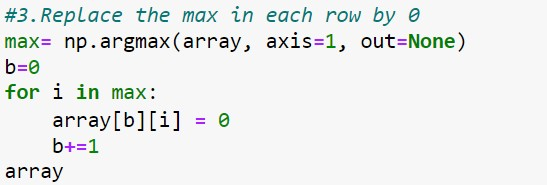 #3.Replace the max in each row by 0
max= np.argmax(array, axis=1, out=None)
b=0
for i in max:
    array[b][i] = 0
    b+=1
array